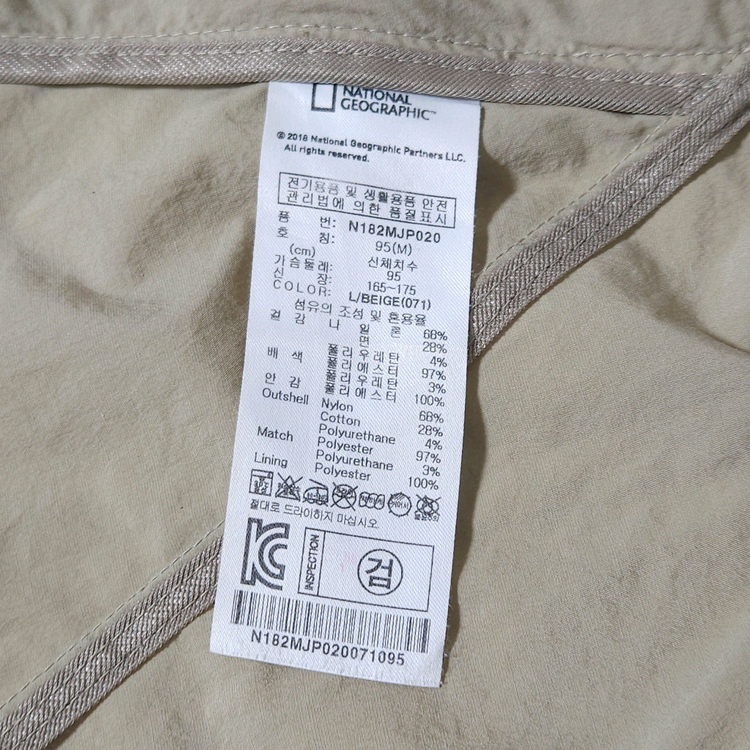 NATIONAL
GEOGRAPHIC™
© 2018 National Geographic Partners LLC.
All rights reserved.
전기용품 및 생활용품 안전
관리법에 의한 품질표시
품 번: N182MJP020
호 칭: 95(M)
(cm) 신체치수
가슴둘레: 95
신 장: 165~175
COLOR: L/BEIGE(071)
섬유의 조성 및 혼용율
겉 감 나 일 론 68%
면 28%
폴리우레탄 4%
배 색 폴리에스터 97%
폴리우레탄 3%
안 감 폴리에스터 100%
Outshell Nylon 68%
Cotton 28%
Polyurethane 4%
Match Polyester 97%
Polyurethane 3%
Lining Polyester 100%
절대로 드라이하지 마십시오.
KC
INSPECTION
검
N182MJP020071095